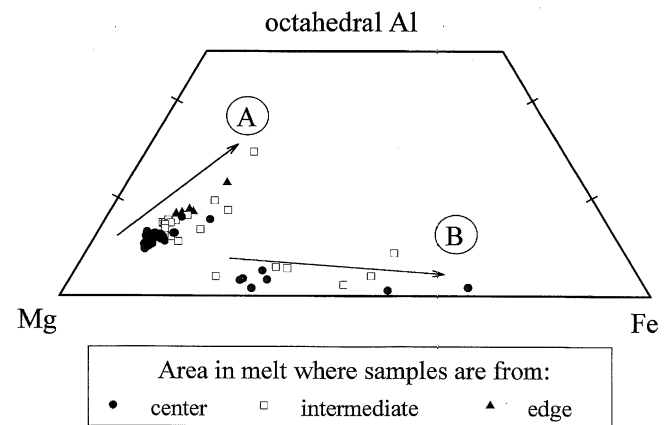 octahedral Al
A
B
Mg
Fe
Area in melt where samples are from:
center intermediate edge